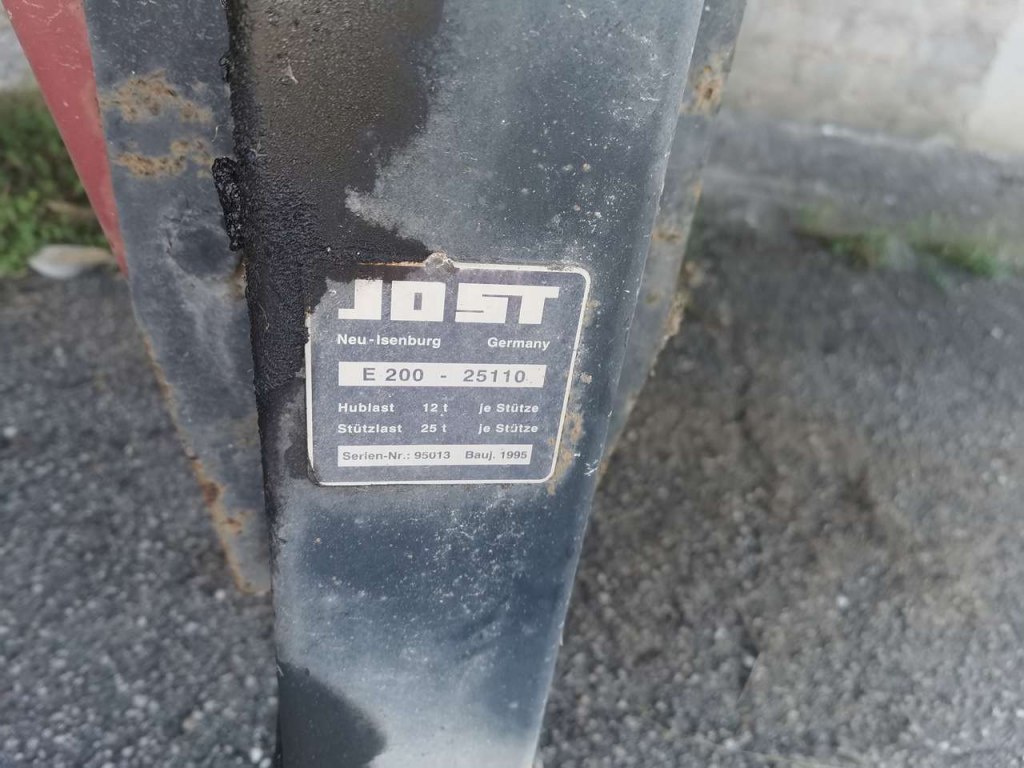 JOST
Neu-Isenburg Germany
E 200 - 25110
Hublast 12 t je Stütze
Stützlast 25 t je Stütze
Serien-Nr.: 95013 Bauj. 1995